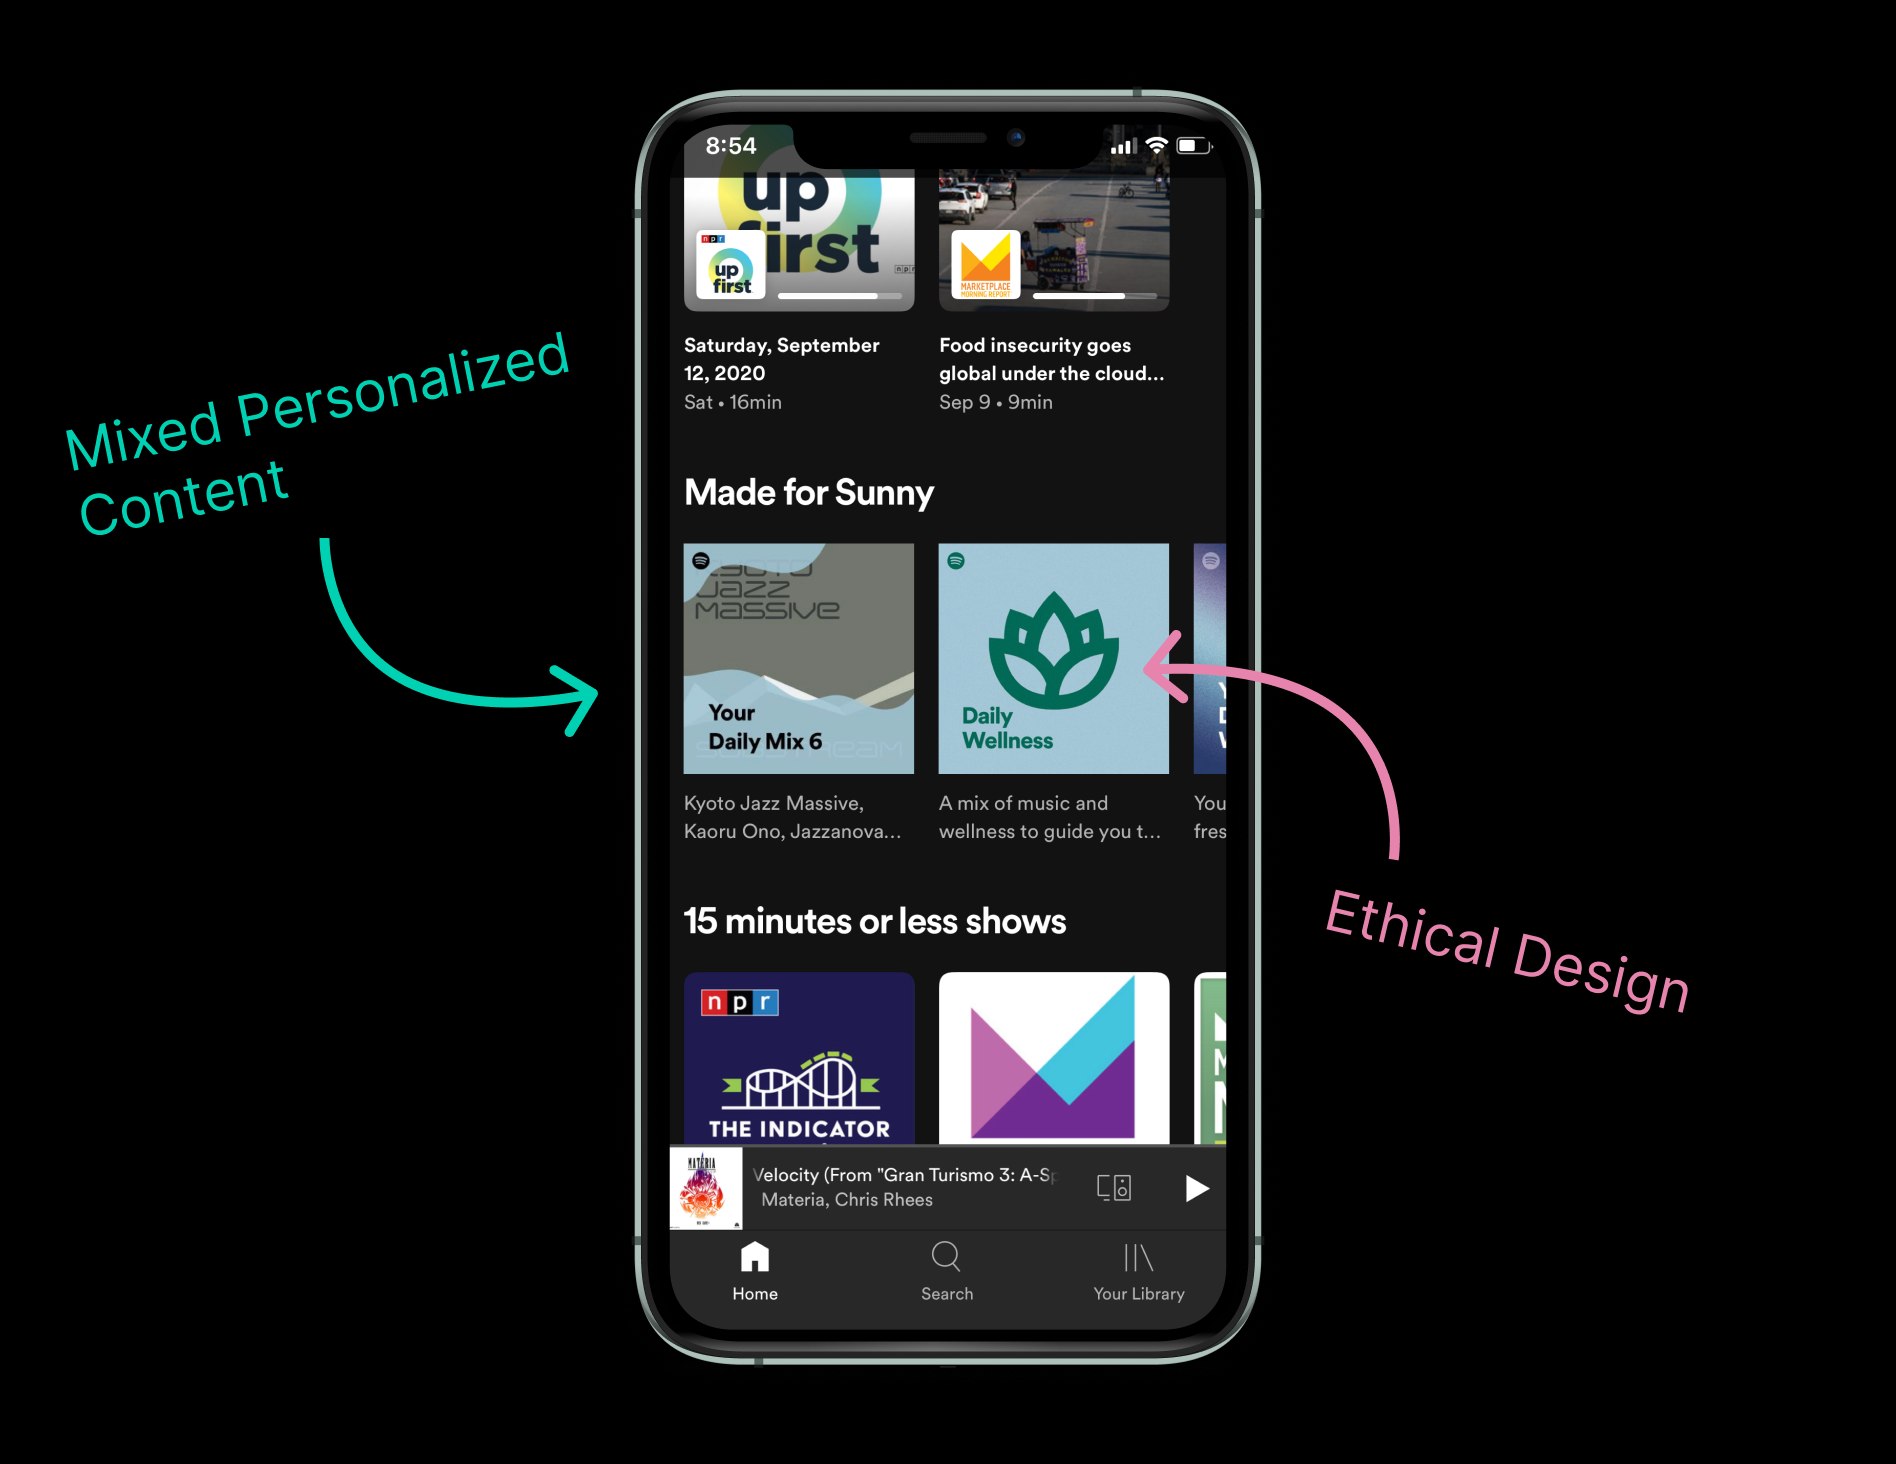 8:54
up
first
npr
npr
up
first
MARKETPLACE
MORNING REPORT
Saturday, September
12, 2020
Sat • 16min
Food insecurity goes
global under the cloud...
Sep 9 • 9min
Mixed Personalized
Content
Made for Sunny
KYOTO
JAZZ
MASSIVE
Your
Daily Mix 6
Daily
Wellness
Kyoto Jazz Massive,
Kaoru Ono, Jazzanova...
A mix of music and
wellness to guide you t...
You
fres
Ethical Design
15 minutes or less shows
npr
THE INDICATOR
MATERIA
Velocity (From "Gran Turismo 3: A-Sp
Materia, Chris Rhees
Home
Search
Your Library